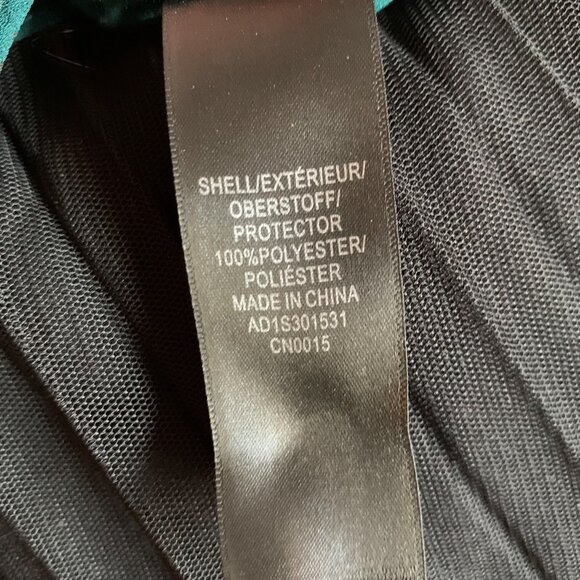 SHELL/EXTÉRIEUR/
OBERSTOFF/
PROTECTOR
100%POLYESTER/
POLIÉSTER
MADE IN CHINA
AD1S301531
CN0015